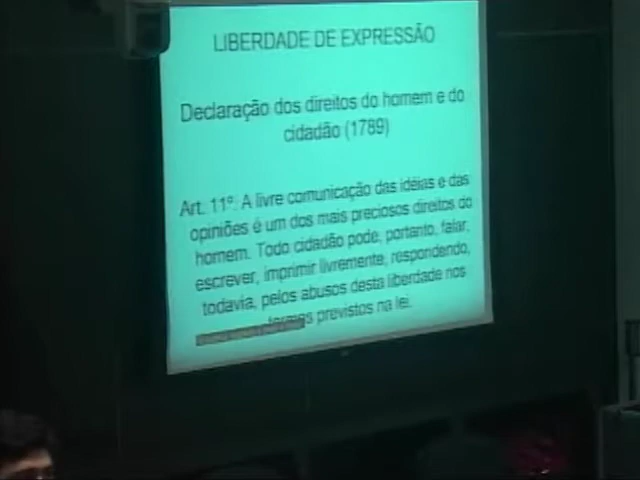 LIBERDADE DE EXPRESSÃO
Declaração dos direitos do homem e do
cidadão (1789)
Art. 11º. A livre comunicação das idéias e das
opiniões é um dos mais preciosos direitos do
homem. Todo cidadão pode, portanto, falar,
escrever, imprimir livremente, respondendo,
todavia, pelos abusos desta liberdade nos
termos previstos na lei.